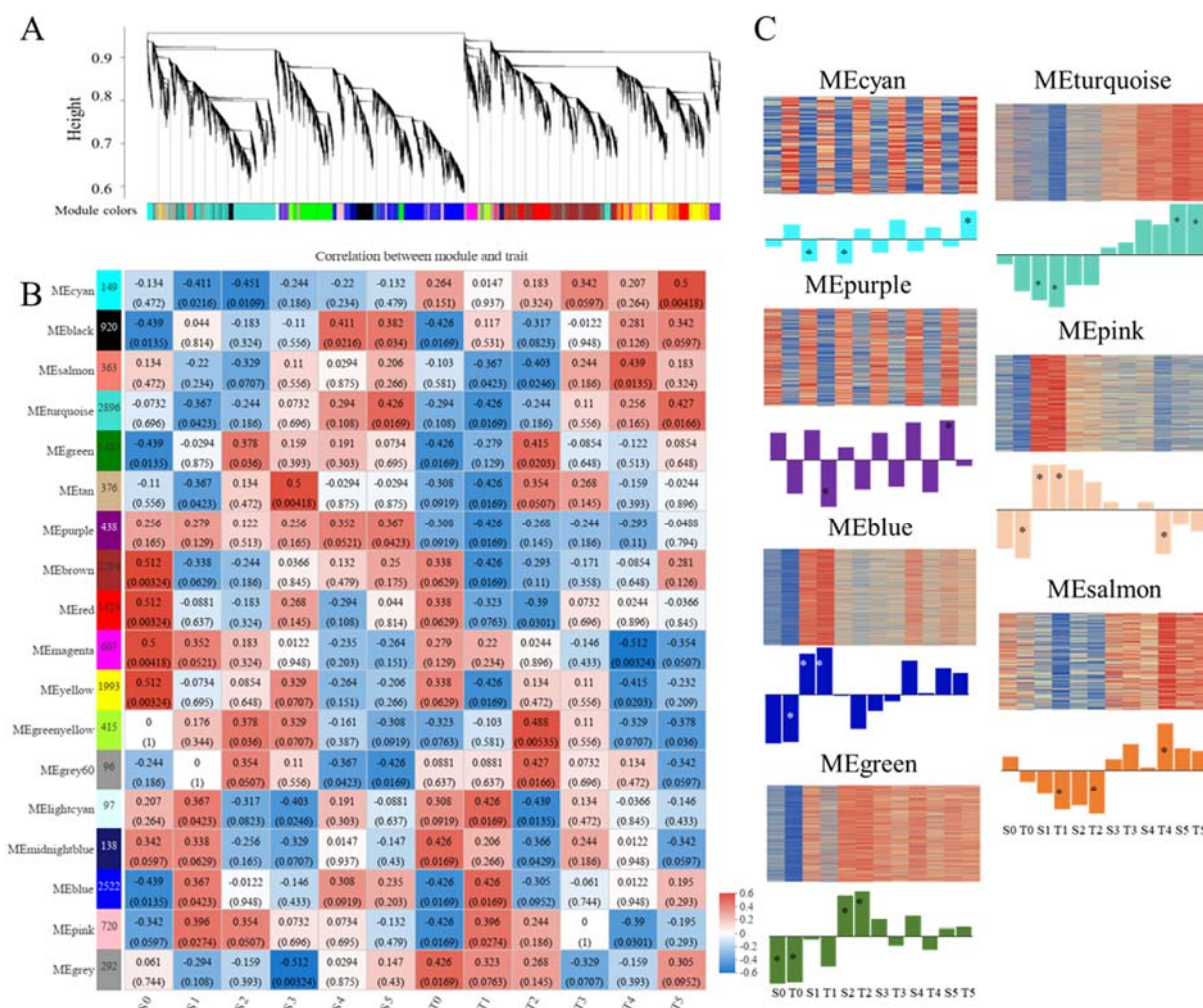 A
0.9
0.8
0.7
0.6
Height
Module colors
B
Correlation between module and trait
MEcyan 149 -0.134 -0.411 -0.451 -0.244 -0.22 -0.132 0.264 0.0147 0.183 0.342 0.207 0.5
(0.472) (0.0216) (0.0109) (0.186) (0.234) (0.479) (0.151) (0.937) (0.324) (0.0597) (0.264) (0.00418)
MEblack 920 -0.439 0.044 -0.183 -0.11 0.411 0.382 -0.426 0.117 -0.317 -0.0122 0.281 0.342
(0.0135) (0.814) (0.324) (0.556) (0.0216) (0.034) (0.0169) (0.531) (0.0823) (0.948) (0.126) (0.0597)
MEsalmon 363 0.134 -0.22 -0.329 0.11 0.0294 0.206 -0.103 -0.367 -0.403 0.244 0.439 0.183
(0.472) (0.234) (0.0707) (0.556) (0.875) (0.266) (0.581) (0.0423) (0.0246) (0.186) (0.0135) (0.324)
MEturquoise 2896 -0.0732 -0.367 -0.244 0.0732 0.294 0.426 -0.294 -0.426 -0.244 0.11 0.256 0.427
(0.696) (0.0423) (0.186) (0.696) (0.108) (0.0169) (0.108) (0.0169) (0.186) (0.556) (0.165) (0.0166)
MEgreen -0.439 -0.0294 0.378 0.159 0.191 0.0734 -0.426 -0.279 0.415 -0.0854 -0.122 0.0854
(0.0135) (0.875) (0.036) (0.393) (0.303) (0.695) (0.0169) (0.129) (0.0203) (0.648) (0.513) (0.648)
MEtan 376 -0.11 -0.367 0.134 0.5 -0.0294 -0.0294 -0.308 -0.426 0.354 0.268 -0.159 -0.0244
(0.556) (0.0423) (0.472) (0.00418) (0.875) (0.875) (0.0919) (0.0169) (0.0507) (0.145) (0.393) (0.896)
MEpurple 438 0.256 0.279 0.122 0.256 0.352 0.367 -0.308 -0.426 -0.268 -0.244 -0.293 -0.0488
(0.165) (0.129) (0.513) (0.165) (0.0521) (0.0423) (0.0919) (0.0169) (0.145) (0.186) (0.11) (0.794)
MEbrown 0.512 -0.338 -0.244 0.0366 0.132 0.25 0.338 -0.426 -0.293 -0.171 -0.0854 0.281
(0.00324) (0.0629) (0.186) (0.845) (0.479) (0.175) (0.0629) (0.0169) (0.11) (0.358) (0.648) (0.126)
MEred 1424 0.512 -0.0881 -0.183 0.268 -0.294 0.044 0.338 -0.323 -0.39 0.0732 0.0244 -0.0366
(0.00324) (0.637) (0.324) (0.145) (0.108) (0.814) (0.0629) (0.0763) (0.0301) (0.696) (0.896) (0.845)
MEmagenta 607 0.5 0.352 0.183 0.0122 -0.235 -0.264 0.279 0.22 0.0244 -0.146 -0.512 -0.354
(0.00418) (0.0521) (0.324) (0.948) (0.203) (0.151) (0.129) (0.234) (0.896) (0.433) (0.00324) (0.0507)
MEyellow 1993 0.512 -0.0734 0.0854 0.329 -0.264 -0.206 0.338 -0.426 0.134 -0.11 -0.415 -0.232
(0.00324) (0.695) (0.648) (0.0707) (0.151) (0.266) (0.0629) (0.0169) (0.472) (0.556) (0.0203) (0.209)
MEgreenyellow 415 0 0.176 0.378 0.329 -0.161 -0.308 -0.323 -0.103 0.488 0.11 -0.329 -0.378
(1) (0.344) (0.036) (0.0707) (0.387) (0.0919) (0.0763) (0.581) (0.00535) (0.556) (0.0707) (0.036)
MEgrey60 96 -0.244 0 0.354 0.11 -0.367 -0.426 0.0881 0.0881 0.427 0.0732 0.134 -0.342
(0.186) (1) (0.0507) (0.556) (0.0423) (0.0169) (0.637) (0.637) (0.0166) (0.696) (0.472) (0.0597)
MElightcyan 97 0.207 0.367 -0.317 -0.403 0.191 -0.0881 0.308 0.426 -0.439 0.134 -0.0366 -0.146
(0.264) (0.0423) (0.0823) (0.0246) (0.303) (0.637) (0.0919) (0.0169) (0.0135) (0.472) (0.845) (0.433)
MEmidnightblue 138 0.342 0.338 -0.256 -0.329 0.0147 -0.147 0.426 0.206 -0.366 0.244 0.0122 -0.342
(0.0597) (0.0629) (0.165) (0.0707) (0.937) (0.43) (0.0169) (0.266) (0.0429) (0.186) (0.948) (0.0597)
MEblue 2522 -0.439 0.367 -0.0122 -0.146 0.308 0.235 -0.426 0.426 -0.305 -0.061 0.0122 0.195
(0.0135) (0.0423) (0.948) (0.433) (0.0919) (0.203) (0.0169) (0.0169) (0.0952) (0.744) (0.948) (0.293)
MEpink 720 -0.342 0.396 0.354 0.0732 0.0734 -0.132 -0.426 0.396 0.244 0 -0.39 -0.195
(0.0597) (0.0274) (0.0507) (0.696) (0.695) (0.479) (0.0169) (0.0274) (0.186) (1) (0.0301) (0.293)
MEgrey 292 0.061 -0.294 -0.159 -0.512 0.0294 0.147 0.426 0.323 0.268 -0.329 -0.159 0.305
(0.744) (0.108) (0.393) (0.00324) (0.875) (0.43) (0.0169) (0.0763) (0.145) (0.0707) (0.393) (0.0952)
S0 S1 S2 S3 S4 S5 T0 T1 T2 T3 T4 T5
0.6
0.4
0.2
0
-0.2
-0.4
-0.6
C
MEcyan
MEpurple
MEblue
MEgreen
S0 T0 S1 T1 S2 T2 S3 T3 S4 T4 S5 T5
MEturquoise
MEpink
MEsalmon
S0 T0 S1 T1 S2 T2 S3 T3 S4 T4 S5 T5